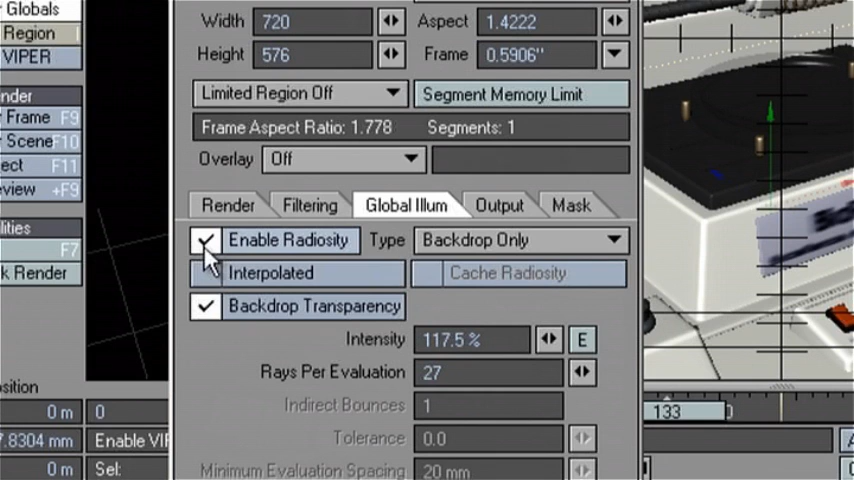 r Globals
Region
VIPER
nder
r Frame F9
r Scene F10
ject F11
eview +F9
lities
F7
k Render
Width 720 Aspect 1.4222
Height 576 Frame 0.5906"
Limited Region Off Segment Memory Limit
Frame Aspect Ratio: 1.778 Segments: 1
Overlay Off
Render Filtering Global Illum Output Mask
Enable Radiosity Type Backdrop Only
Interpolated Cache Radiosity
Backdrop Transparency
Intensity 117.5 % E
Rays Per Evaluation 27
Indirect Bounces 1
Tolerance 0.0
Minimum Evaluation Spacing 20 mm
sition
0 m 0
7.8304 mm Enable VIP
0 m Sel:
133